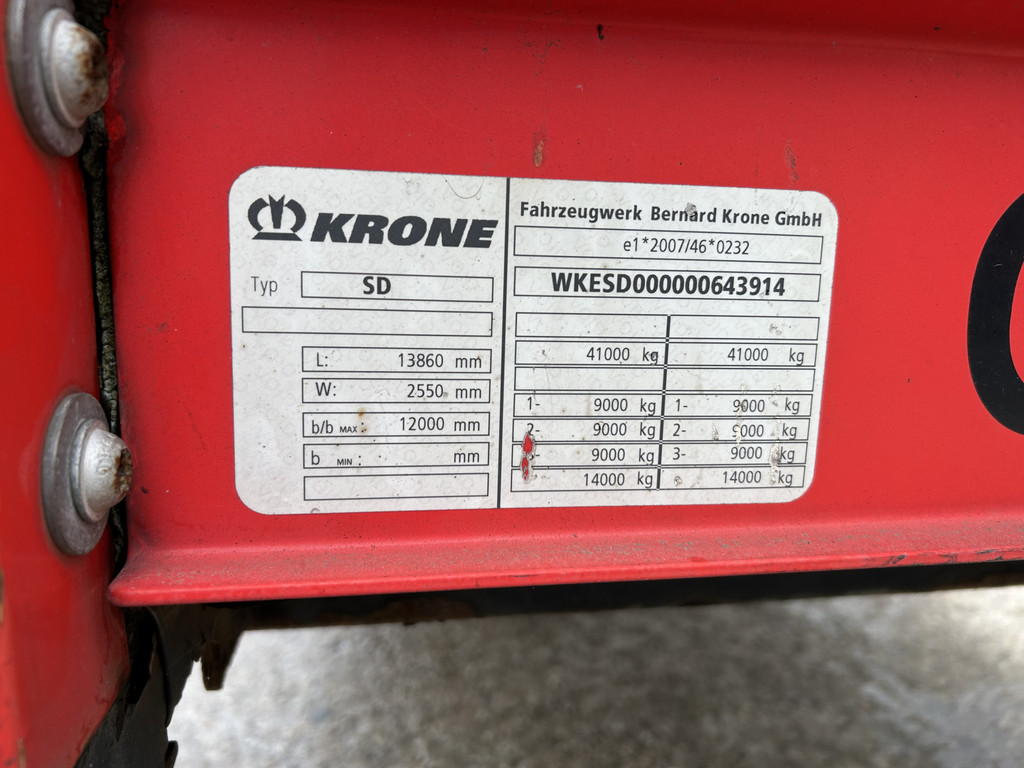 KRONE
Typ SD
L: 13860 mm
W: 2550 mm
b/b MAX: 12000 mm
b MIN: mm
Fahrzeugwerk Bernard Krone GmbH
e1*2007/46*0232
WKESD000000643914
41000 kg 41000 kg
1- 9000 kg 1- 9000 kg
2- 9000 kg 2- 9000 kg
9000 kg 3- 9000 kg
14000 kg 14000 kg